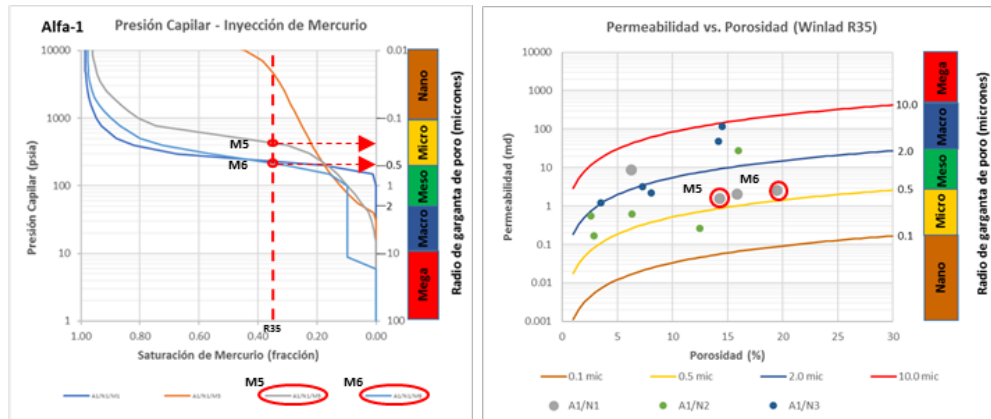 Alfa-1
Presión Capilar - Inyección de Mercurio
Presión Capilar (psia)
10000
1000
100
10
1
M5
M6
R35
1.00 0.80 0.60 0.40 0.20 0.00
Saturación de Mercurio (fracción)
0.01
0.1
0.5
1
2
10
100
Nano
Micro
Meso
Macro
Mega
Radio de garganta de poro (micrones)
M5 M6
A1/N1/M1
Permeabilidad vs. Porosidad (Winlad R35)
Permeabilidad (md)
1000
100
10
1
0.1
0.01
0.001
M5
M6
0 5 10 15 20 25 30
Porosidad (%)
10.0
2.0
0.5
0.1
Mega
Macro
Meso
Micro
Nano
Radio de garganta de poro (micrones)
0.1 mic 0.5 mic 2.0 mic 10.0 mic
A1/N1 A1/N2 A1/N3